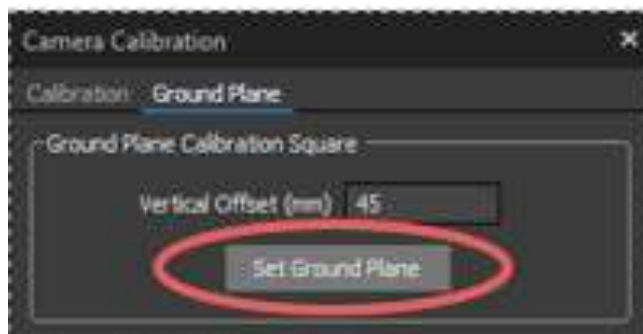 Camera Calibration ×
Calibration Ground Plane
Ground Plane Calibration Square
Vertical Offset (mm) 45
Set Ground Plane